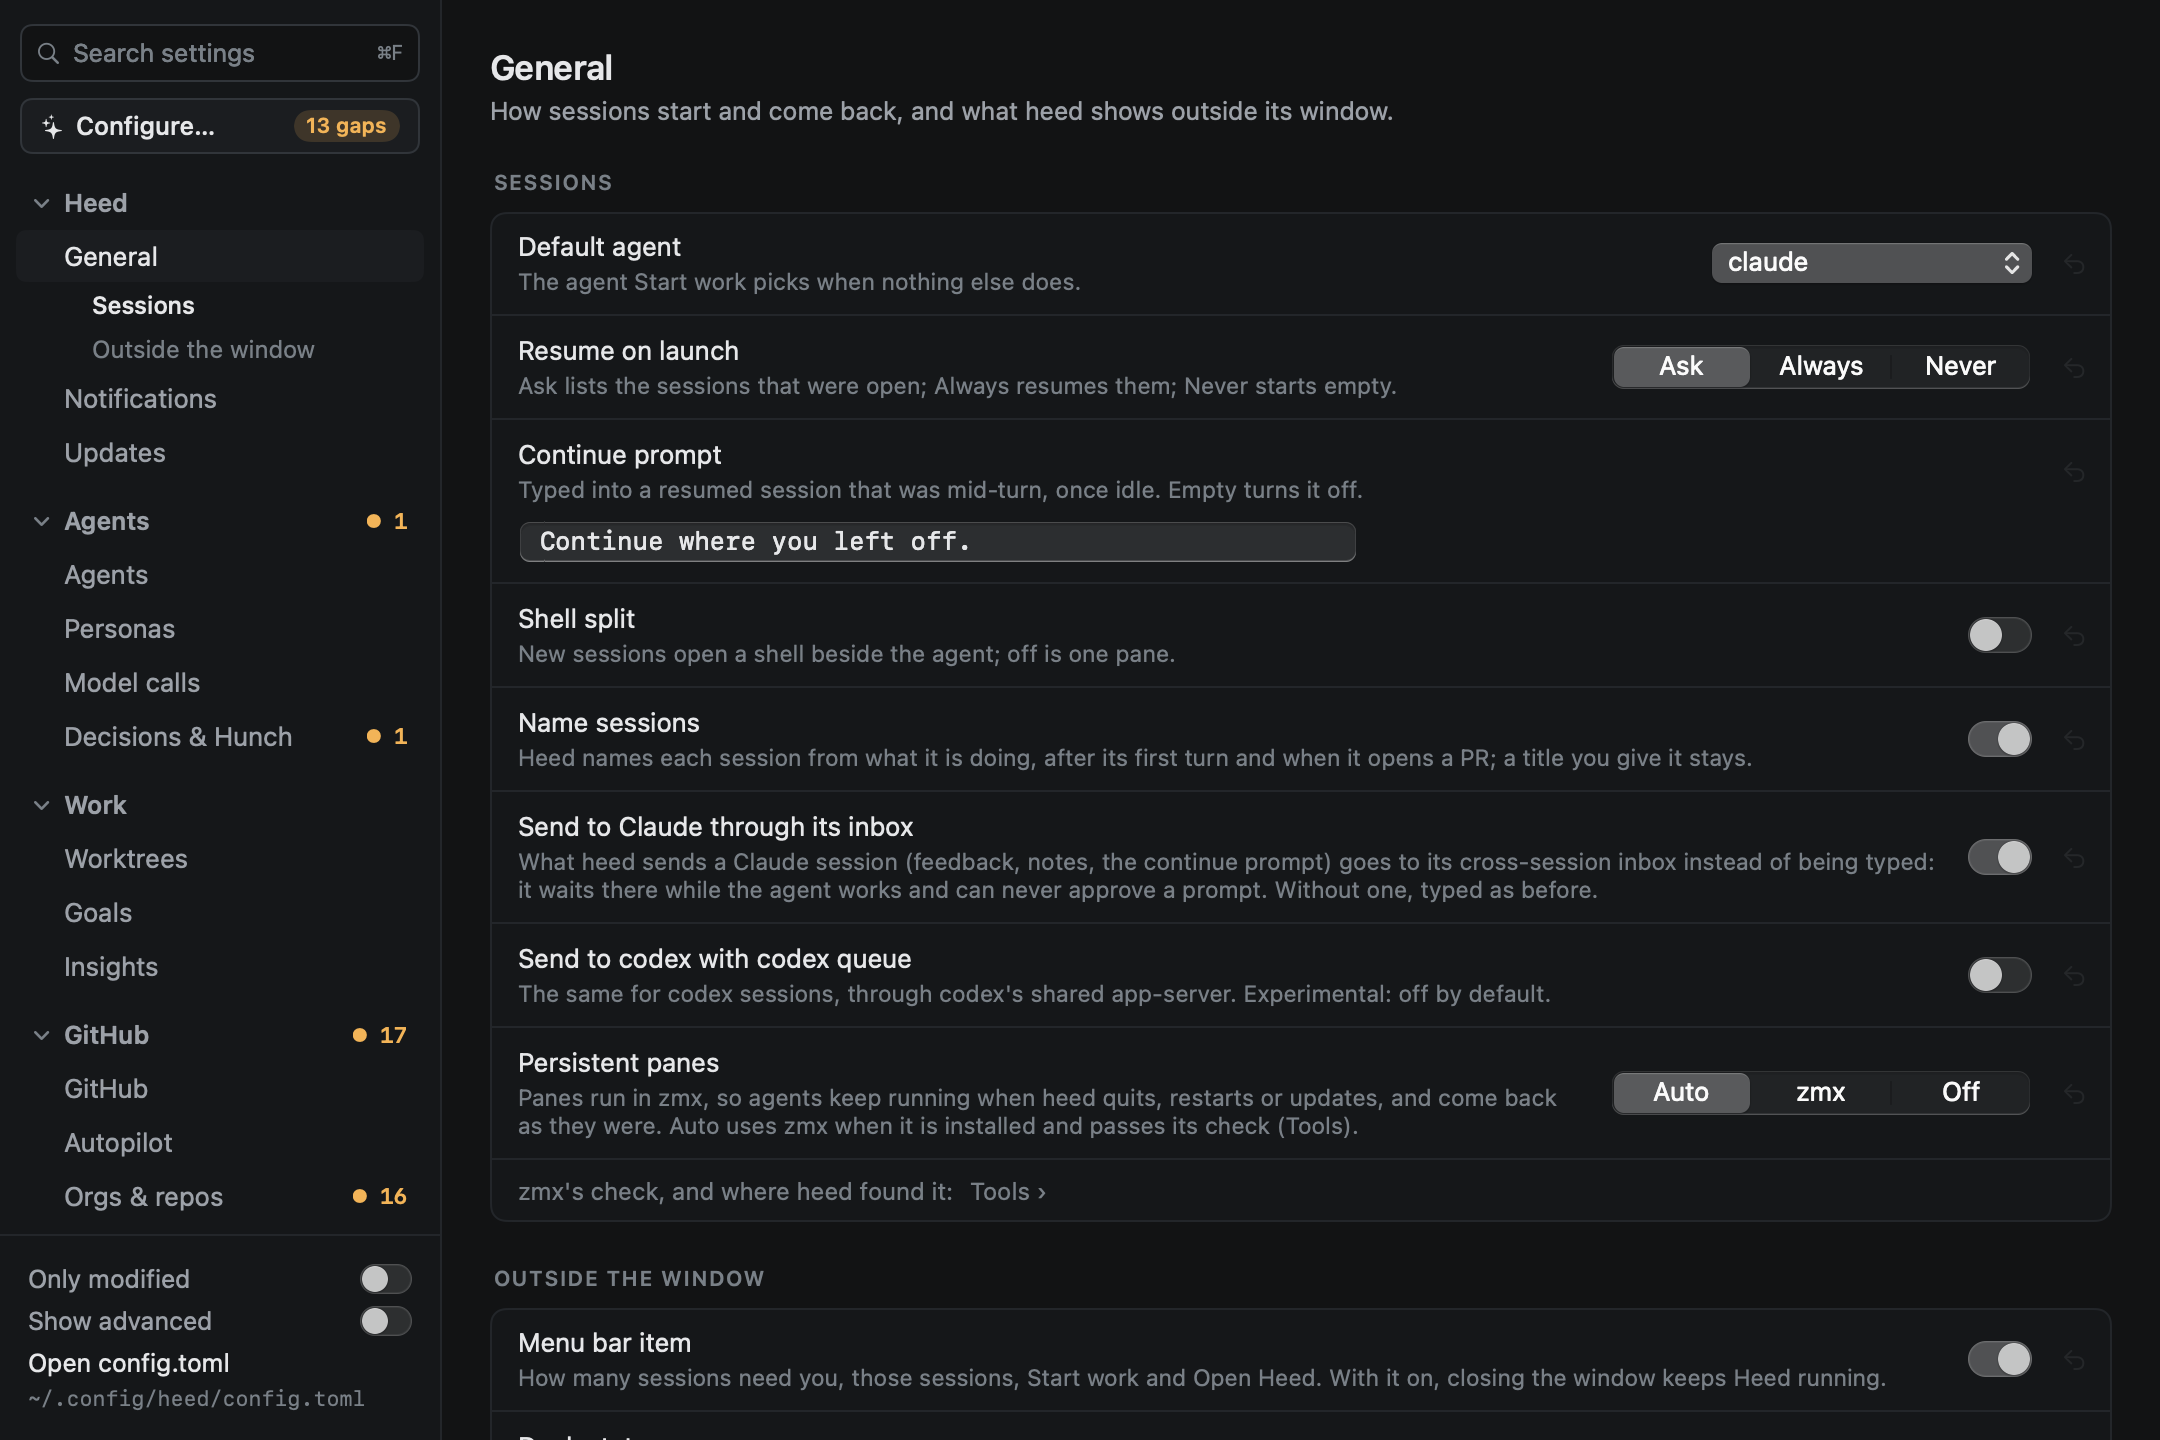 Search settings ⌘F
Configure... 13 gaps
Heed
General
Sessions
Outside the window
Notifications
Updates
Agents 1
Agents
Personas
Model calls
Decisions & Hunch 1
Work
Worktrees
Goals
Insights
GitHub 17
GitHub
Autopilot
Orgs & repos 16
Only modified
Show advanced
Open config.toml
~/.config/heed/config.toml
General
How sessions start and come back, and what heed shows outside its window.
SESSIONS
Default agent
The agent Start work picks when nothing else does.
claude
Resume on launch
Ask lists the sessions that were open; Always resumes them; Never starts empty.
Ask Always Never
Continue prompt
Typed into a resumed session that was mid-turn, once idle. Empty turns it off.
Continue where you left off.
Shell split
New sessions open a shell beside the agent; off is one pane.
Name sessions
Heed names each session from what it is doing, after its first turn and when it opens a PR; a title you give it stays.
Send to Claude through its inbox
What heed sends a Claude session (feedback, notes, the continue prompt) goes to its cross-session inbox instead of being typed:
it waits there while the agent works and can never approve a prompt. Without one, typed as before.
Send to codex with codex queue
The same for codex sessions, through codex's shared app-server. Experimental: off by default.
Persistent panes
Panes run in zmx, so agents keep running when heed quits, restarts or updates, and come back
as they were. Auto uses zmx when it is installed and passes its check (Tools).
Auto zmx Off
zmx's check, and where heed found it: Tools ›
OUTSIDE THE WINDOW
Menu bar item
How many sessions need you, those sessions, Start work and Open Heed. With it on, closing the window keeps Heed running.